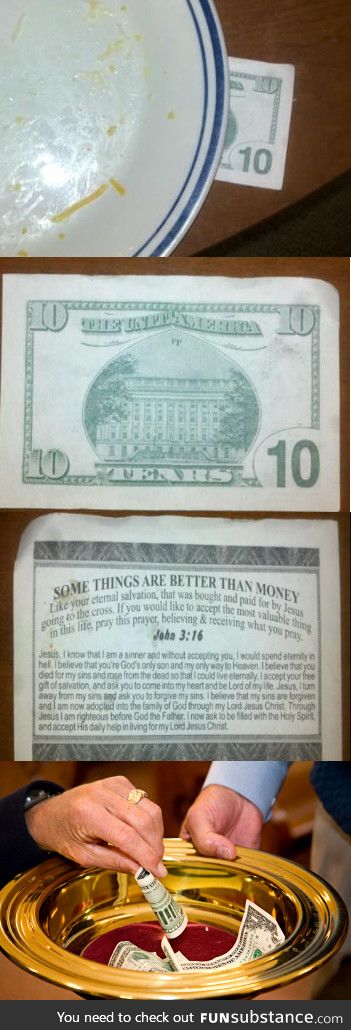 10
10
10
10
THE UNITAMERICA
10
TEARS
10
SOME THINGS ARE BETTER THAN MONEY
Like your eternal salvation, that was bought and paid for by Jesus
going to the cross. If you would like to accept the most valuable thing
in this life, pray this prayer, believing & receiving what you pray.
John 3:16
Jesus, I know that I am a sinner and without accepting you, I would spend eternity in
hell. I believe that you're God's only son and my only way to Heaven. I believe that you
died for my sins and rose from the dead so that I could live eternally. I accept your free
gift of salvation, and ask you to come into my heart and be Lord of my life. Jesus, I turn
away from my sins and ask you to forgive my sins. I believe that my sins are forgiven
and I am now adopted into the family of God through my Lord Jesus Christ. Through
Jesus I am righteous before God the Father. I now ask to be filled with the Holy Spirit,
and accept His daily help in living for my Lord Jesus Christ.
You need to check out FUNsubstance.com